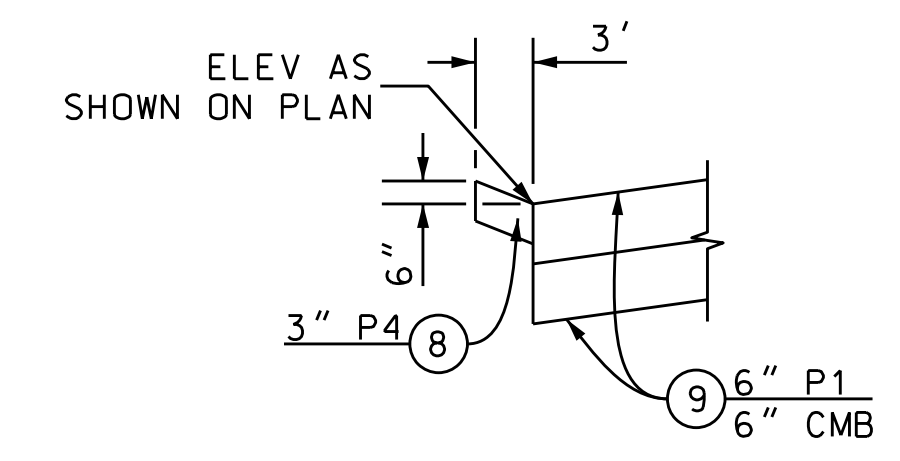 3'
ELEV AS
SHOWN ON PLAN
6"
3" P4
8
9
6" P1
6" CMB